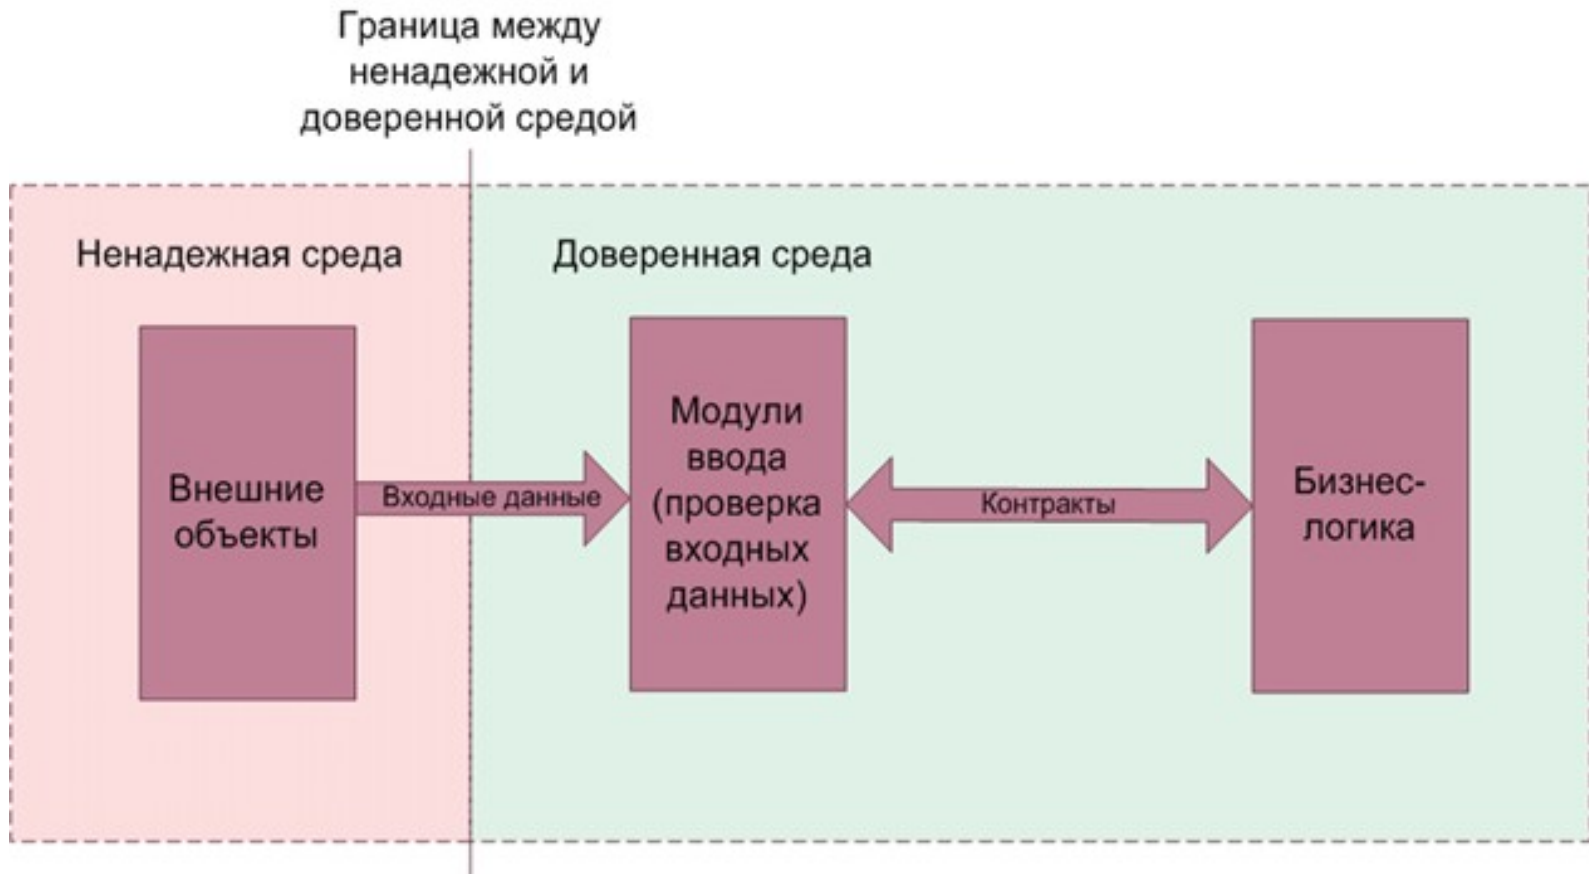 Граница между
ненадежной и
доверенной средой
Ненадежная среда
Доверенная среда
Внешние
объекты
Входные данные
Модули
ввода
(проверка
входных
данных)
Контракты
Бизнес-
логика